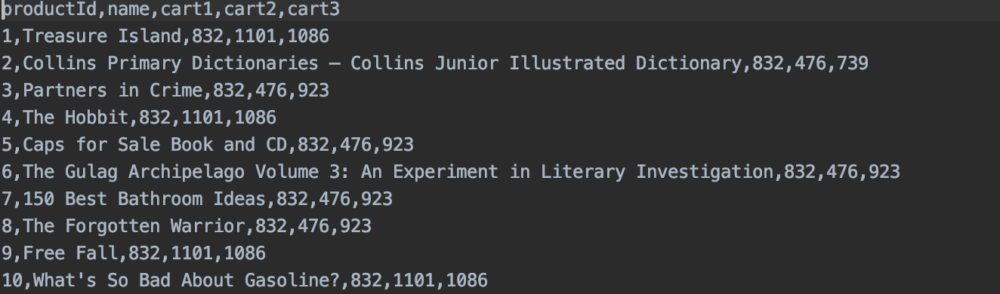 productId,name,cart1,cart2,cart3
1,Treasure Island,832,1101,1086
2,Collins Primary Dictionaries – Collins Junior Illustrated Dictionary,832,476,739
3,Partners in Crime,832,476,923
4,The Hobbit,832,1101,1086
5,Caps for Sale Book and CD,832,476,923
6,The Gulag Archipelago Volume 3: An Experiment in Literary Investigation,832,476,923
7,150 Best Bathroom Ideas,832,476,923
8,The Forgotten Warrior,832,476,923
9,Free Fall,832,1101,1086
10,What's So Bad About Gasoline?,832,1101,1086